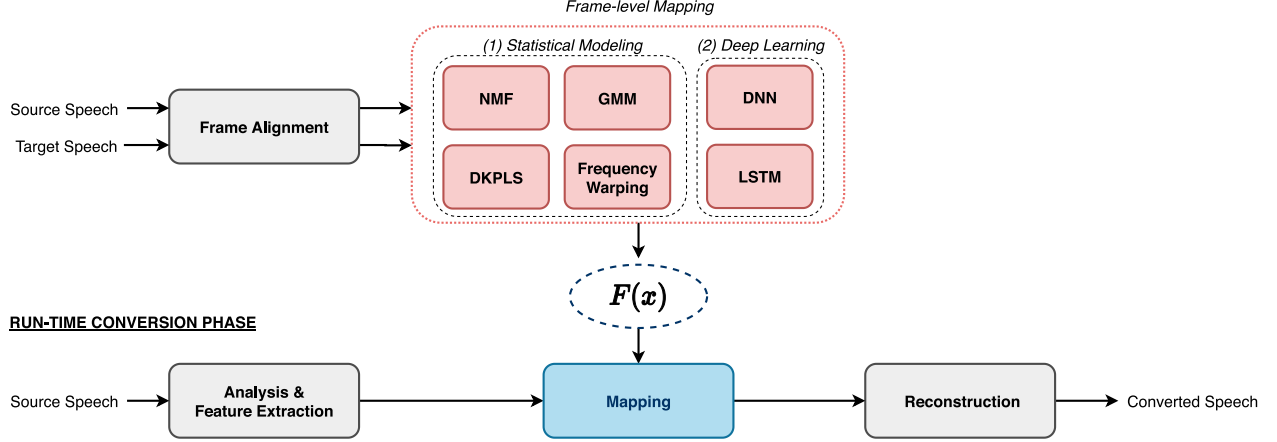 Frame-level Mapping
(1) Statistical Modeling
(2) Deep Learning
Source Speech
Target Speech
Frame Alignment
NMF
GMM
DNN
DKPLS
Frequency
Warping
LSTM
F(x)
RUN-TIME CONVERSION PHASE
Source Speech
Analysis &
Feature Extraction
Mapping
Reconstruction
Converted Speech